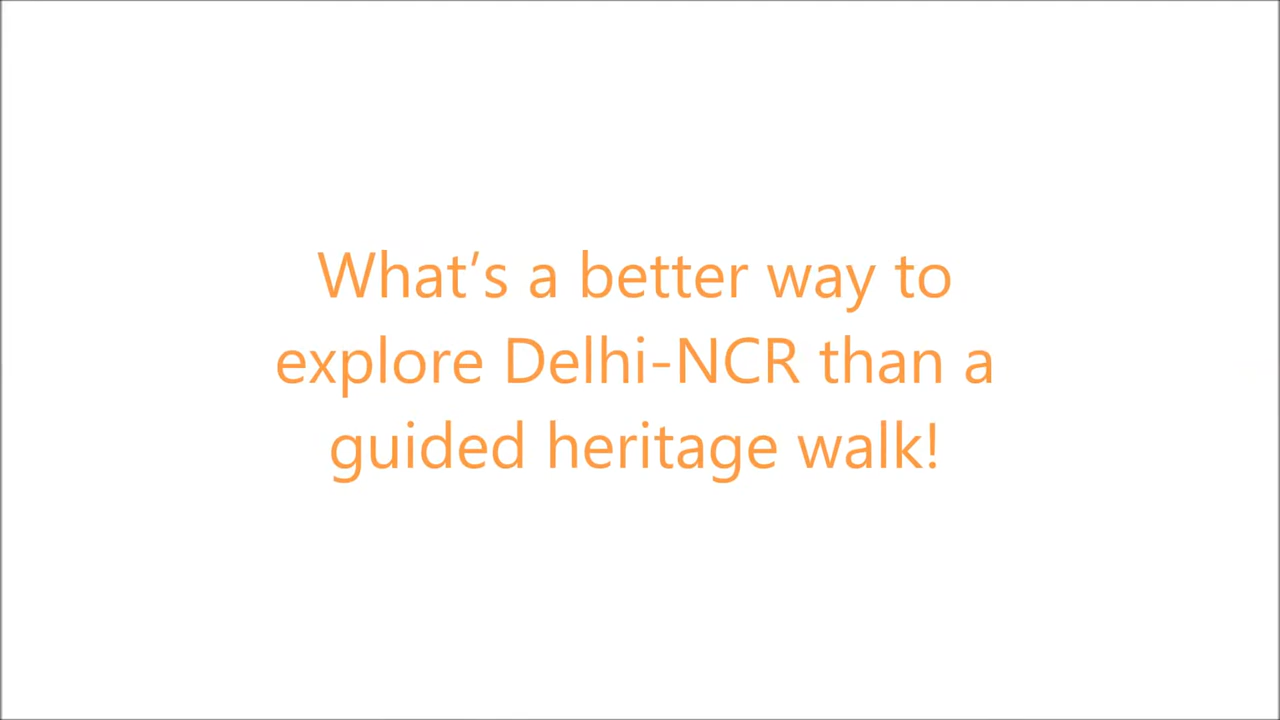 What's a better way to
explore Delhi-NCR than a
guided heritage walk!